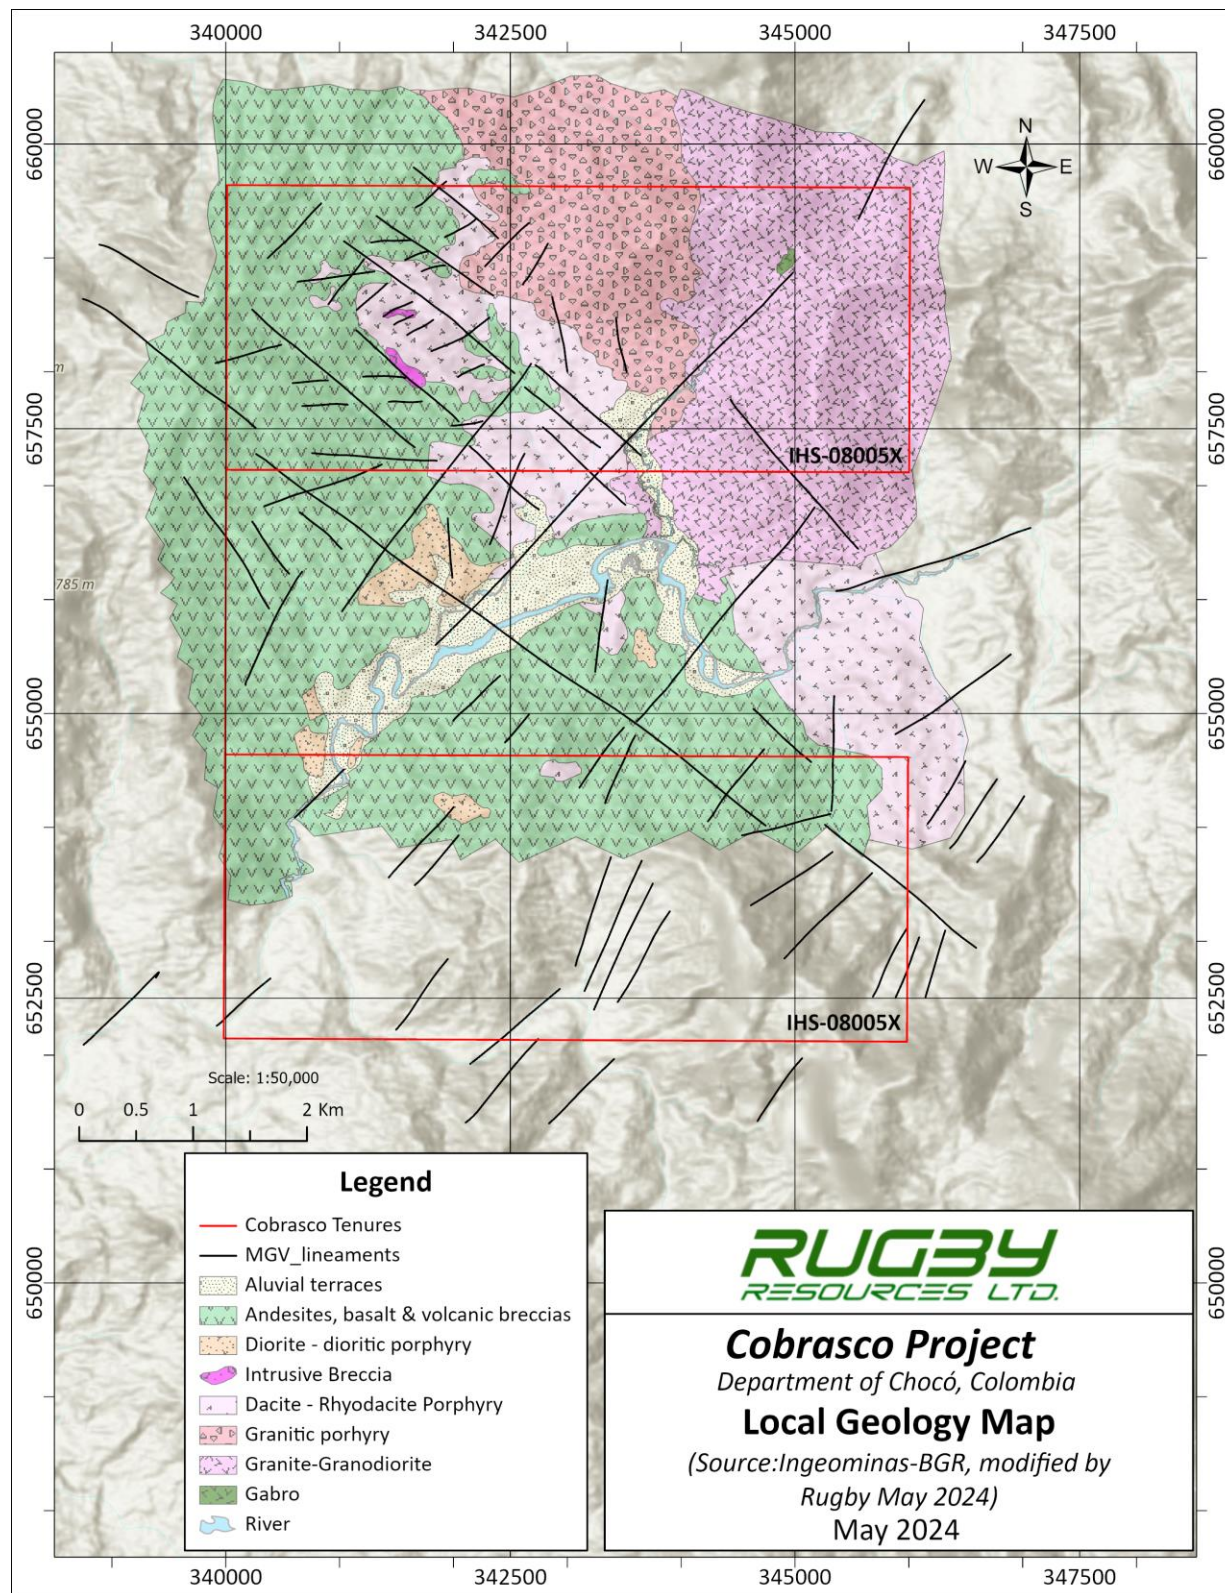 340000 342500 345000 347500
660000 660000
N
W E
S
m
657500 657500
IHS-08005X
785 m
655000 655000
652500 652500
IHS-08005X
Scale: 1:50,000
0 0.5 1 2 Km
Legend
Cobrasco Tenures
MGV_lineaments
Aluvial terraces
Andesites, basalt & volcanic breccias
Diorite - dioritic porphyry
Intrusive Breccia
Dacite - Rhyodacite Porphyry
Granitic porhyry
Granite-Granodiorite
Gabro
River
650000 650000
RUGBY
RESOURCES LTD.
Cobrasco Project
Department of Chocó, Colombia
Local Geology Map
(Source:Ingeominas-BGR, modified by
Rugby May 2024)
May 2024
340000 342500 345000 347500